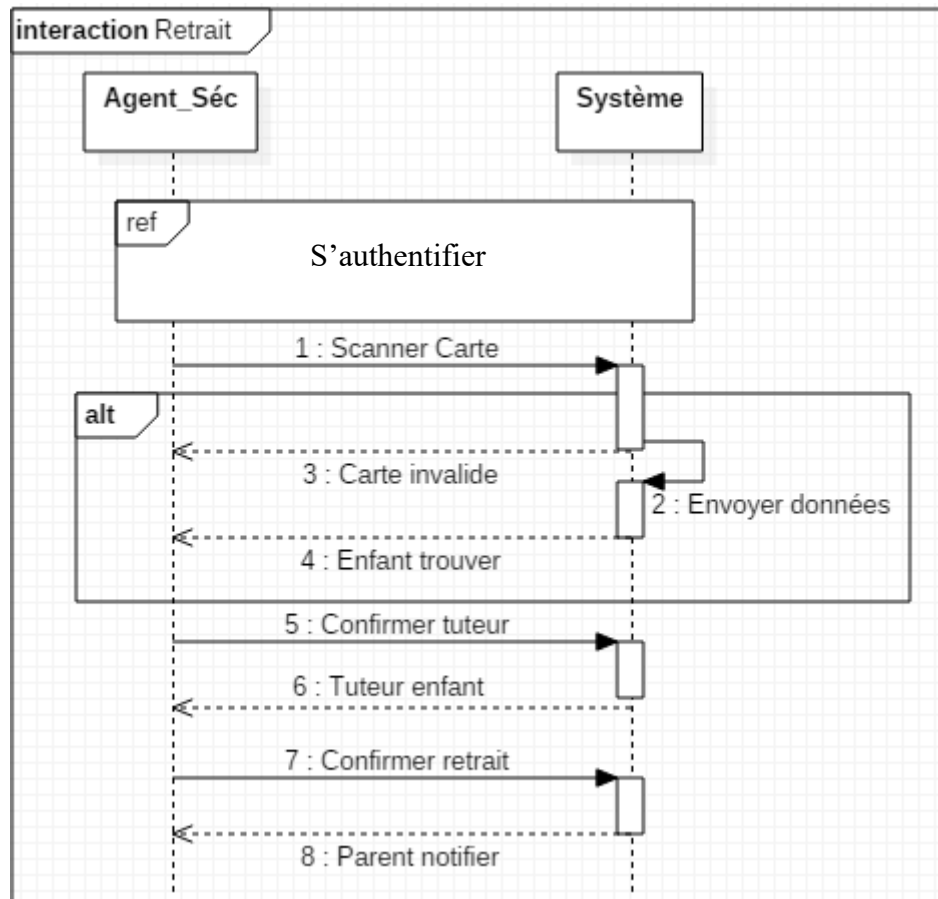 interaction Retrait
Agent_Séc
Système
ref
S’authentifier
1 : Scanner Carte
alt
3 : Carte invalide
2 : Envoyer données
4 : Enfant trouver
5 : Confirmer tuteur
6 : Tuteur enfant
7 : Confirmer retrait
8 : Parent notifier